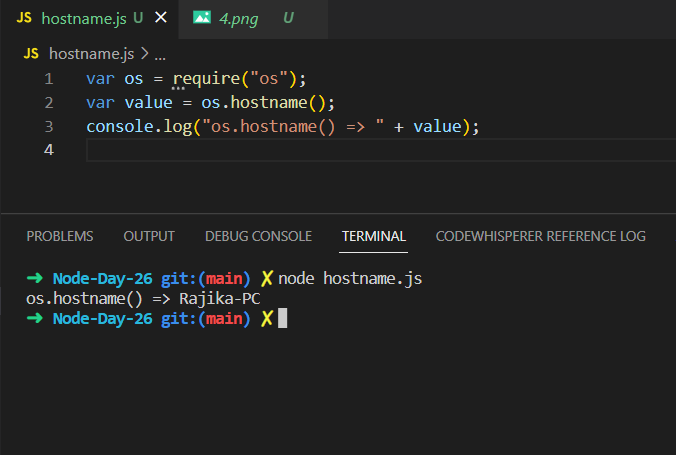 JS hostname.js U ✕ 4.png U
JS hostname.js > ...
1 var os = require("os");
2 var value = os.hostname();
3 console.log("os.hostname() => " + value);
4
PROBLEMS OUTPUT DEBUG CONSOLE TERMINAL CODEWHISPERER REFERENCE LOG
➜ Node-Day-26 git:(main) ✗ node hostname.js
os.hostname() => Rajika-PC
➜ Node-Day-26 git:(main) ✗